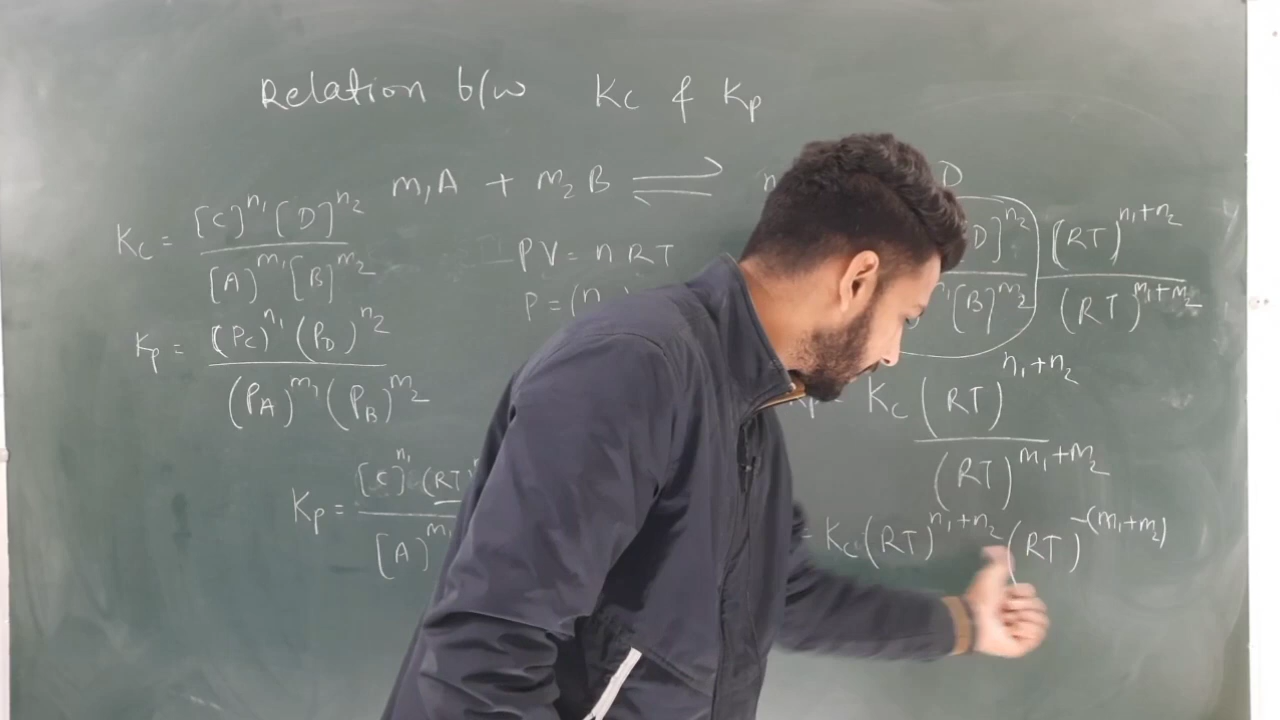 Relation b/w Kc & Kp
m₁A + m₂B ⇌ n D
Kc = [C]^n₁ [D]^n₂ / [A]^m₁ [B]^m₂
Kp = (Pc)^n₁ (P_D)^n₂ / (P_A)^m₁ (P_B)^m₂
PV = nRT
P = (n
Kp = [C]^n₁ (RT) / [A]^m₁
D]^n₂ / [B]^m₂ (RT)^n₁+n₂ / (RT)^m₁+m₂
Kp = Kc (RT)^n₁+n₂ / (RT)^m₁+m₂
= Kc (RT)^n₁+n₂ (RT)^-(m₁+m₂)